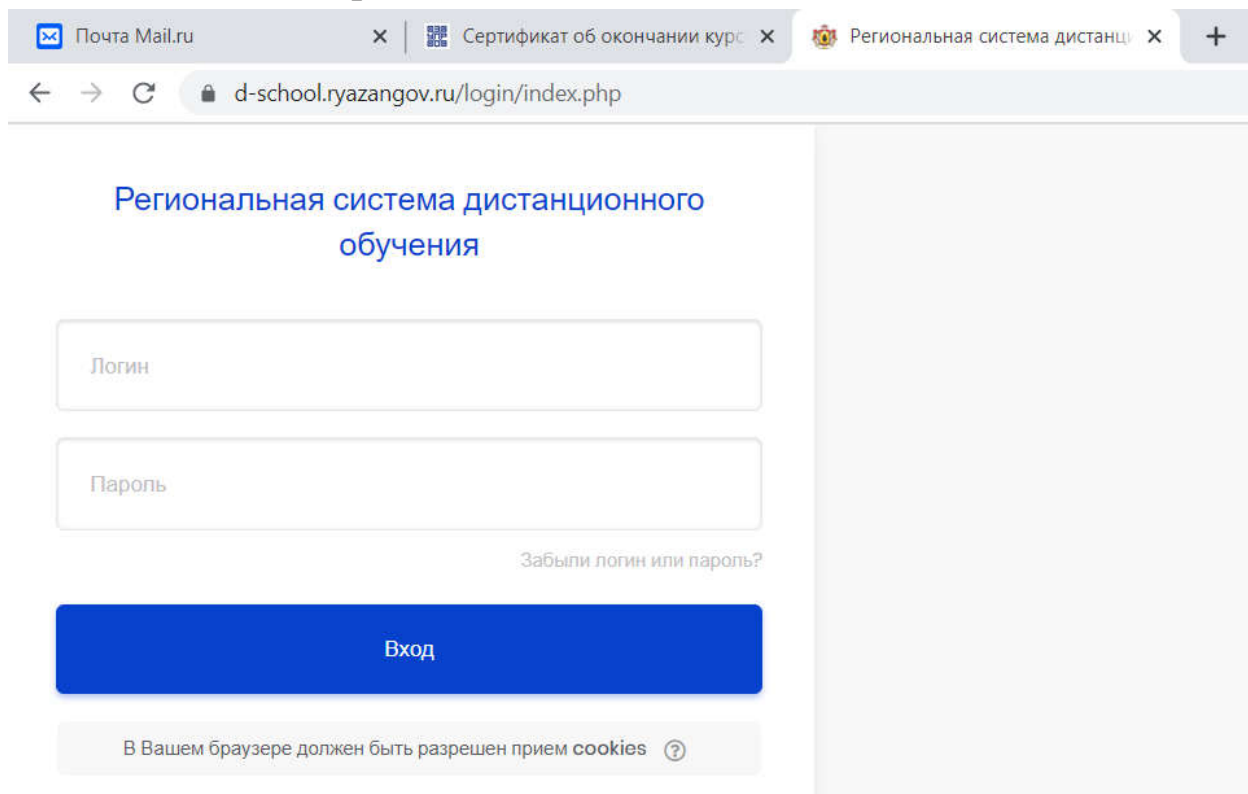 Почта Mail.ru
Сертификат об окончании курс
Региональная система дистанци
d-school.ryazangov.ru/login/index.php
Региональная система дистанционного
обучения
Логин
Пароль
Забыли логин или пароль?
Вход
В Вашем браузере должен быть разрешен прием cookies